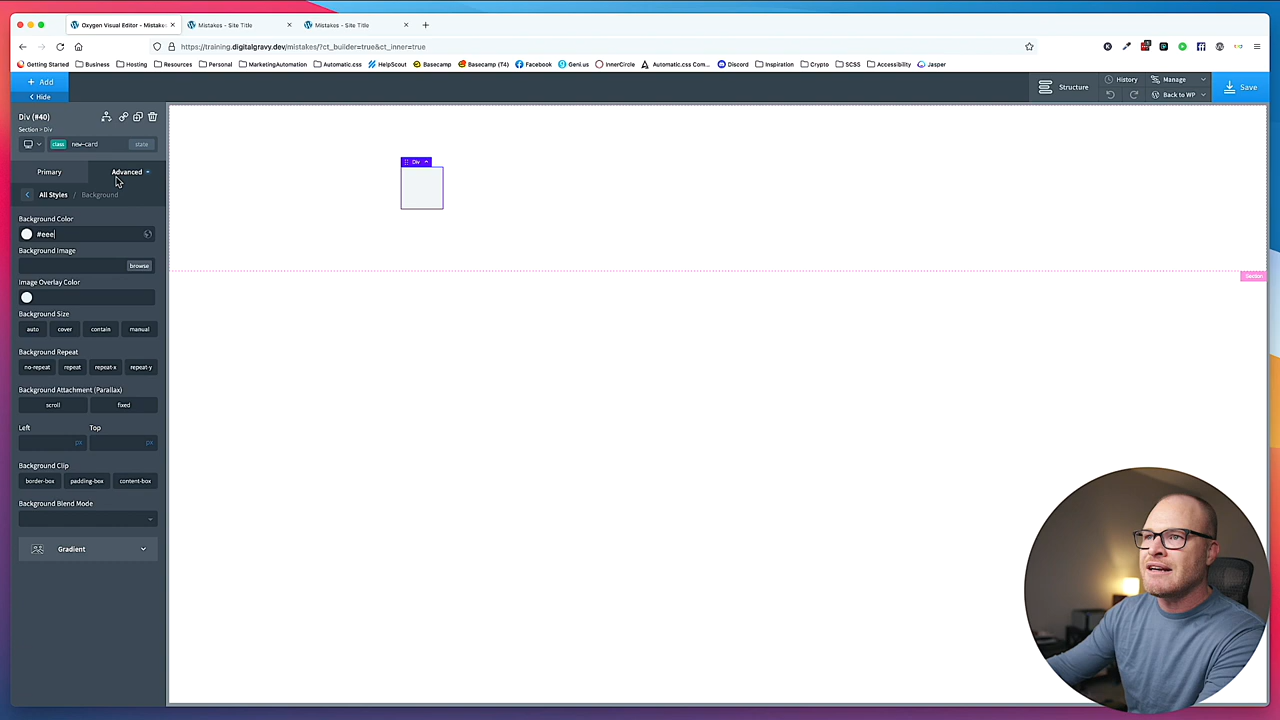 Oxygen Visual Editor - Mistake
Mistakes - Site Title
Mistakes - Site Title
https://training.digitalgravy.dev/mistakes/?ct_builder=true&ct_inner=true
Getting Started
Business
Hosting
Resources
Personal
MarketingAutomation
Automatic.css
HelpScout
Basecamp
Basecamp (T4)
Facebook
Geni.us
InnerCircle
Automatic.css Com...
Discord
Inspiration
Crypto
SCSS
Accessibility
Jasper
+ Add
Hide
Structure
History
Manage
Back to WP
Save
Div (#40)
Section > Div
class new-card state
Primary
Advanced
All Styles / Background
Background Color
#eee
Background Image
browse
Image Overlay Color
Background Size
auto cover contain manual
Background Repeat
no-repeat repeat repeat-x repeat-y
Background Attachment (Parallax)
scroll fixed
Left Top
px px
Background Clip
border-box padding-box content-box
Background Blend Mode
Gradient
Div
Section